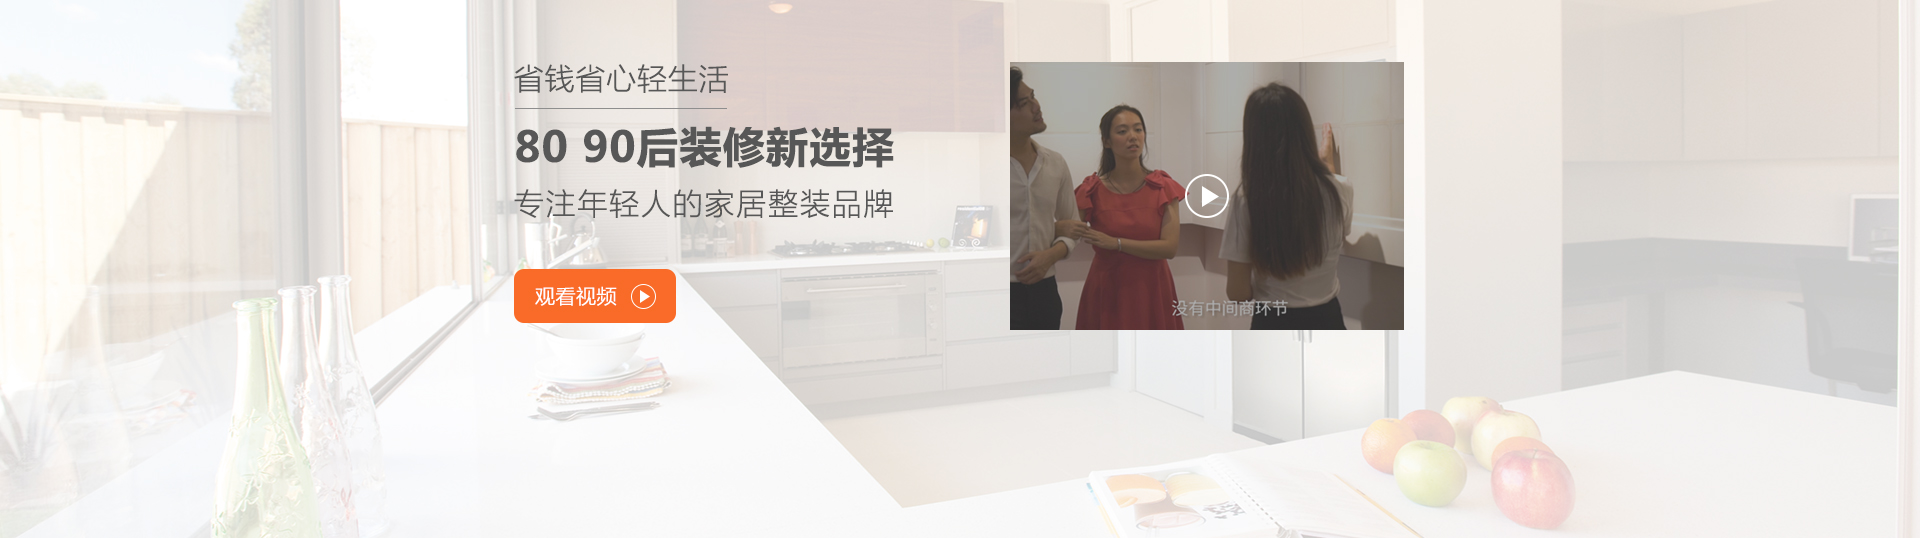 省钱省心轻生活
80 90后装修新选择
专注年轻人的家居整装品牌
观看视频
没有中间商环节